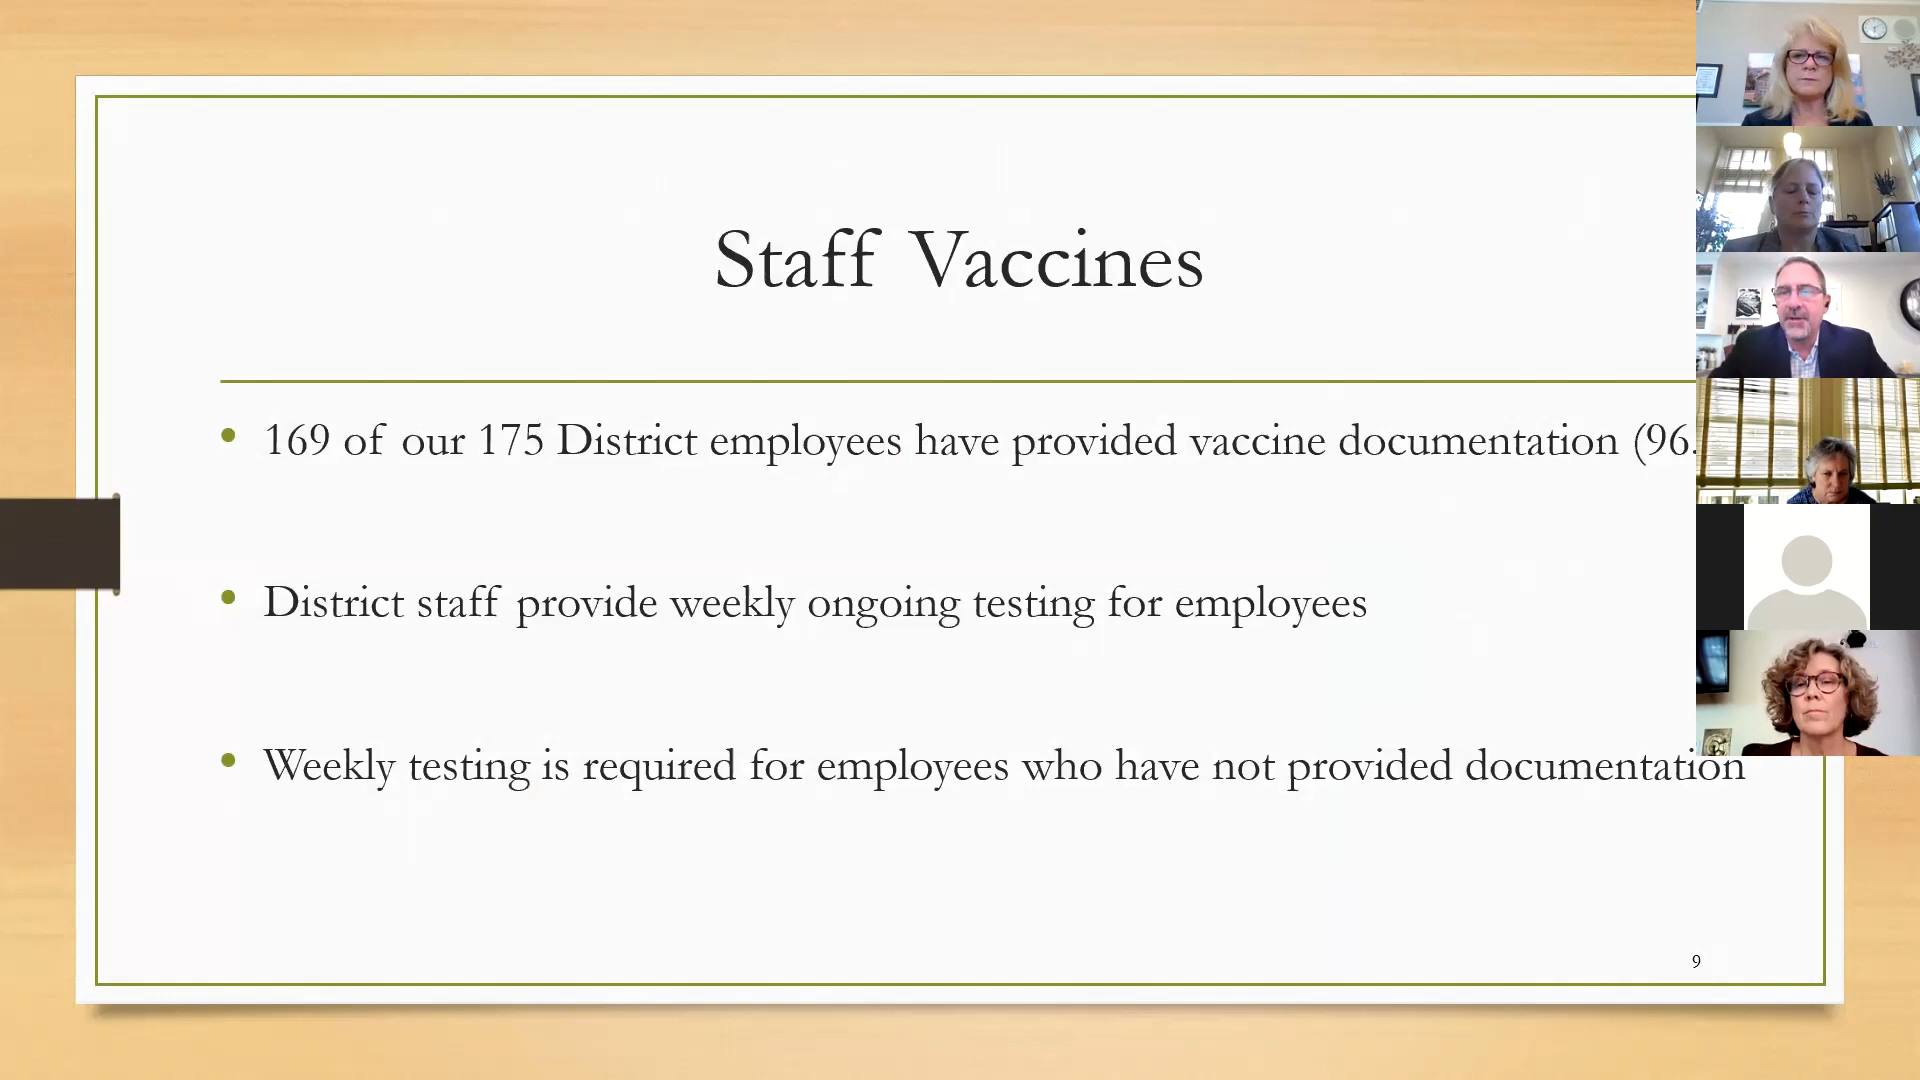 Staff Vaccines
169 of our 175 District employees have provided vaccine documentation (96.
District staff provide weekly ongoing testing for employees
Weekly testing is required for employees who have not provided documentation
9